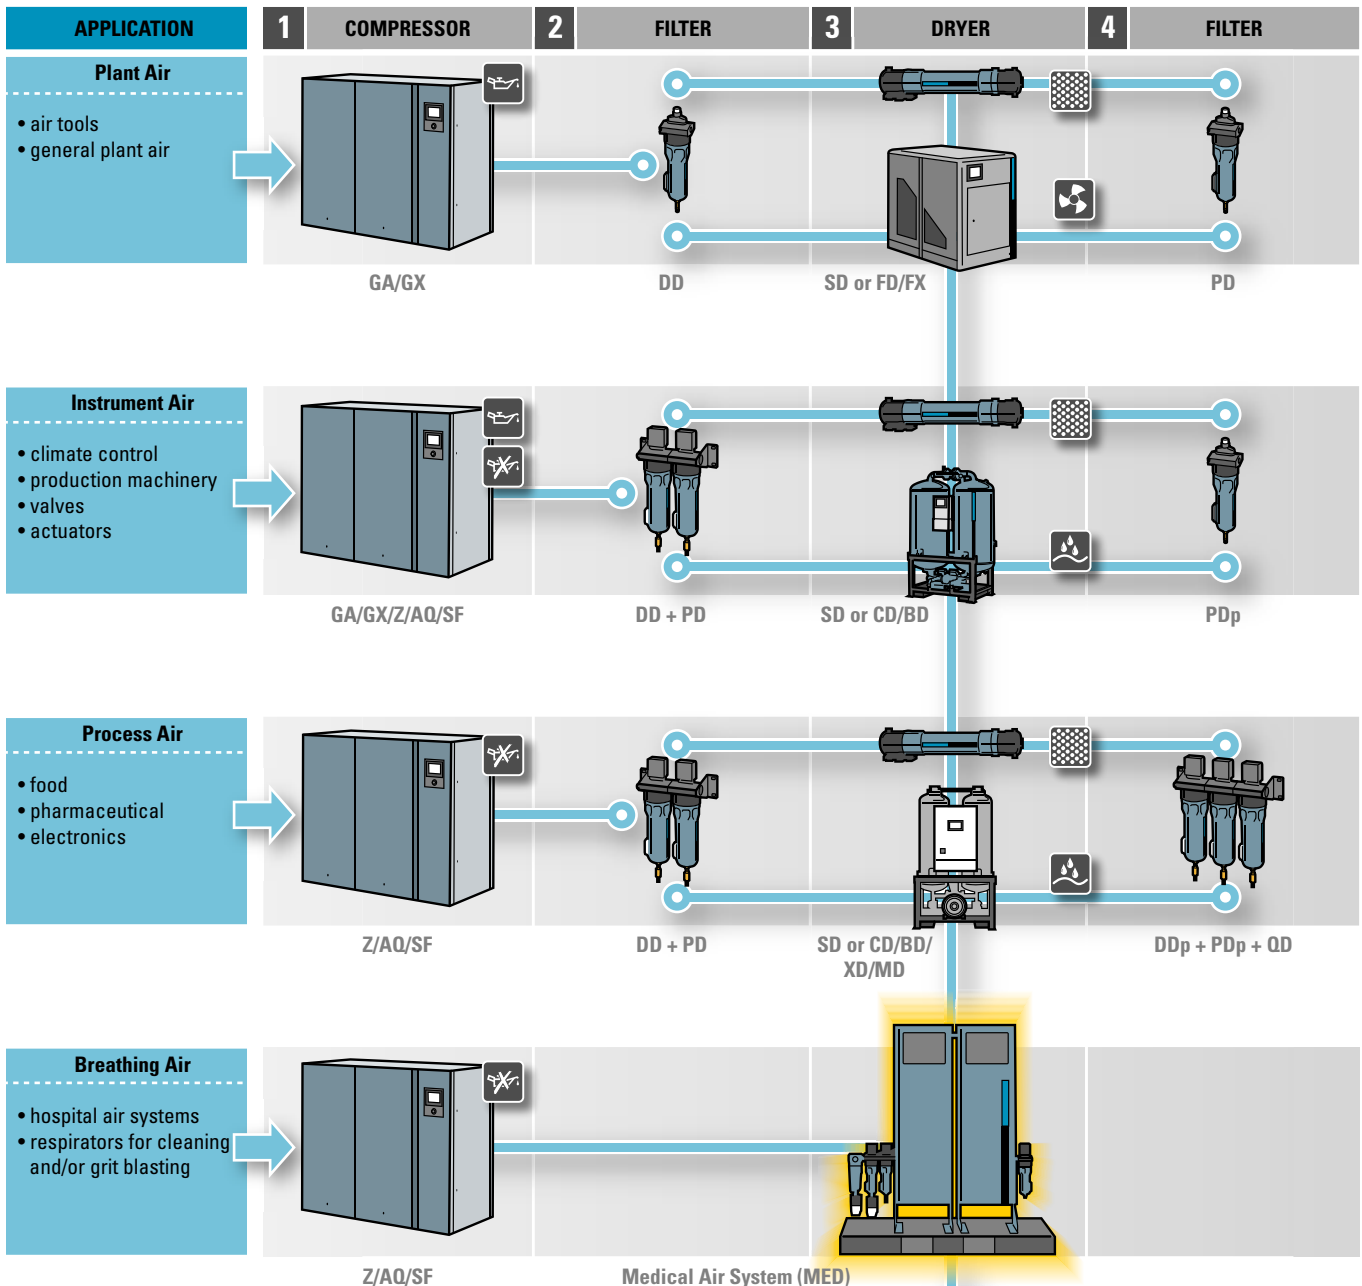 APPLICATION
1 COMPRESSOR
2 FILTER
3 DRYER
4 FILTER
Plant Air
• air tools
• general plant air
GA/GX
DD
SD or FD/FX
PD
Instrument Air
• climate control
• production machinery
• valves
• actuators
GA/GX/Z/AQ/SF
DD + PD
SD or CD/BD
PDp
Process Air
• food
• pharmaceutical
• electronics
Z/AQ/SF
DD + PD
SD or CD/BD/
XD/MD
DDp + PDp + QD
Breathing Air
• hospital air systems
• respirators for cleaning
and/or grit blasting
Z/AQ/SF
Medical Air System (MED)